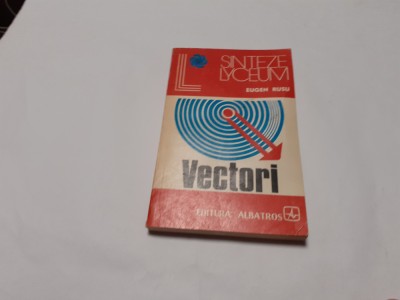 L
SINTEZE
LYCEUM
EUGEN RUSU
Vectori
EDITURA ALBATROS